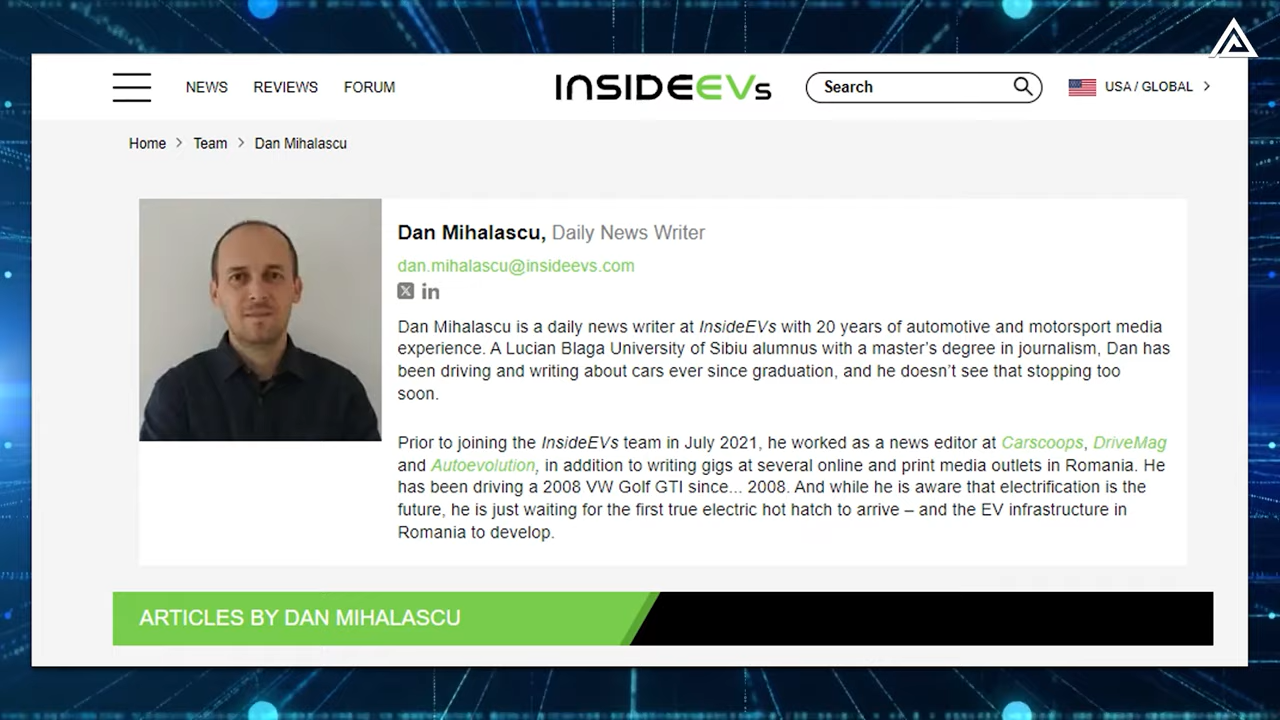 NEWS REVIEWS FORUM INSIDEEVs Search USA / GLOBAL
Home > Team > Dan Mihalascu
Dan Mihalascu, Daily News Writer
dan.mihalascu@insideevs.com
X in
Dan Mihalascu is a daily news writer at InsideEVs with 20 years of automotive and motorsport media
experience. A Lucian Blaga University of Sibiu alumnus with a master's degree in journalism, Dan has
been driving and writing about cars ever since graduation, and he doesn't see that stopping too
soon.
Prior to joining the InsideEVs team in July 2021, he worked as a news editor at Carscoops, DriveMag
and Autoevolution, in addition to writing gigs at several online and print media outlets in Romania. He
has been driving a 2008 VW Golf GTI since... 2008. And while he is aware that electrification is the
future, he is just waiting for the first true electric hot hatch to arrive – and the EV infrastructure in
Romania to develop.
ARTICLES BY DAN MIHALASCU